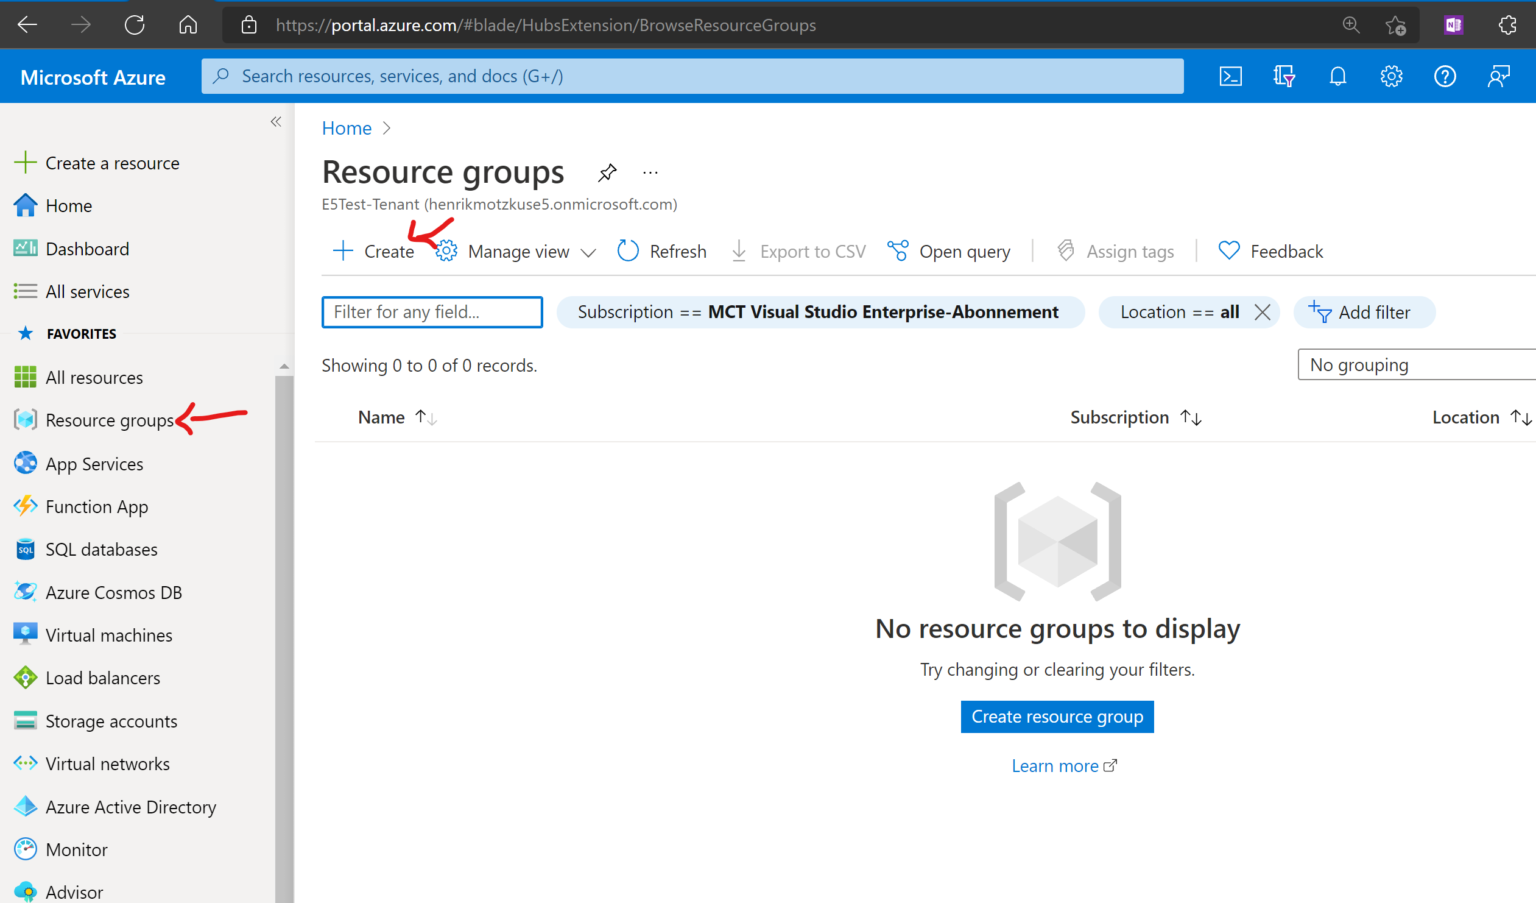 https://portal.azure.com/#blade/HubsExtension/BrowseResourceGroups
Microsoft Azure
Search resources, services, and docs (G+/)
Home
Resource groups
E5Test-Tenant (henrikmotzkuse5.onmicrosoft.com)
Create
Manage view
Refresh
Export to CSV
Open query
Assign tags
Feedback
Filter for any field...
Subscription == MCT Visual Studio Enterprise-Abonnement
Location == all
Add filter
Showing 0 to 0 of 0 records.
No grouping
Name
Subscription
Location
No resource groups to display
Try changing or clearing your filters.
Create resource group
Learn more
Create a resource
Home
Dashboard
All services
FAVORITES
All resources
Resource groups
App Services
Function App
SQL databases
SQL
Azure Cosmos DB
Virtual machines
Load balancers
Storage accounts
Virtual networks
Azure Active Directory
Monitor
Advisor